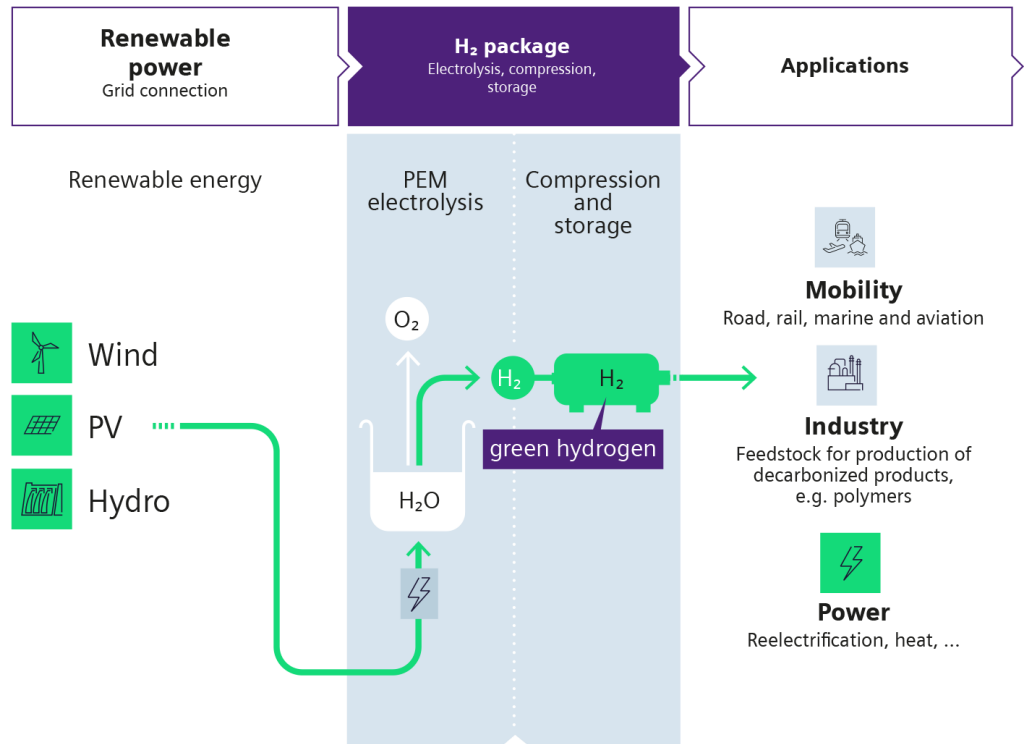 Renewable
power
Grid connection
H₂ package
Electrolysis, compression,
storage
Applications
Renewable energy
PEM
electrolysis
Compression
and
storage
Wind
PV
Hydro
O₂
H₂O
H₂
H₂
green hydrogen
Mobility
Road, rail, marine and aviation
Industry
Feedstock for production of
decarbonized products,
e.g. polymers
Power
Reelectrification, heat, ...